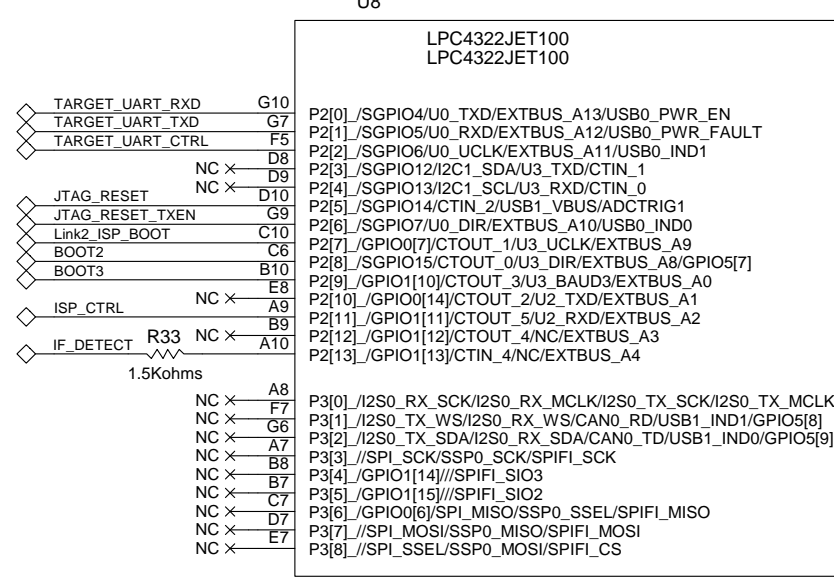 U8
LPC4322JET100
LPC4322JET100
TARGET_UART_RXD G10 P2[0]_/SGPIO4/U0_TXD/EXTBUS_A13/USB0_PWR_EN
TARGET_UART_TXD G7 P2[1]_/SGPIO5/U0_RXD/EXTBUS_A12/USB0_PWR_FAULT
TARGET_UART_CTRL F5 P2[2]_/SGPIO6/U0_UCLK/EXTBUS_A11/USB0_IND1
NC D8 P2[3]_/SGPIO12/I2C1_SDA/U3_TXD/CTIN_1
NC D9 P2[4]_/SGPIO13/I2C1_SCL/U3_RXD/CTIN_0
JTAG_RESET D10 P2[5]_/SGPIO14/CTIN_2/USB1_VBUS/ADCTRIG1
JTAG_RESET_TXEN G9 P2[6]_/SGPIO7/U0_DIR/EXTBUS_A10/USB0_IND0
Link2_ISP_BOOT C10 P2[7]_/GPIO0[7]/CTOUT_1/U3_UCLK/EXTBUS_A9
BOOT2 C6 P2[8]_/SGPIO15/CTOUT_0/U3_DIR/EXTBUS_A8/GPIO5[7]
BOOT3 B10 P2[9]_/GPIO1[10]/CTOUT_3/U3_BAUD3/EXTBUS_A0
NC E8 P2[10]_/GPIO0[14]/CTOUT_2/U2_TXD/EXTBUS_A1
ISP_CTRL A9 P2[11]_/GPIO1[11]/CTOUT_5/U2_RXD/EXTBUS_A2
NC B9 P2[12]_/GPIO1[12]/CTOUT_4/NC/EXTBUS_A3
IF_DETECT R33 A10 P2[13]_/GPIO1[13]/CTIN_4/NC/EXTBUS_A4
1.5Kohms
NC A8 P3[0]_/I2S0_RX_SCK/I2S0_RX_MCLK/I2S0_TX_SCK/I2S0_TX_MCLK
NC F7 P3[1]_/I2S0_TX_WS/I2S0_RX_WS/CAN0_RD/USB1_IND1/GPIO5[8]
NC G6 P3[2]_/I2S0_TX_SDA/I2S0_RX_SDA/CAN0_TD/USB1_IND0/GPIO5[9]
NC A7 P3[3]_//SPI_SCK/SSP0_SCK/SPIFI_SCK
NC B8 P3[4]_/GPIO1[14]///SPIFI_SIO3
NC B7 P3[5]_/GPIO1[15]///SPIFI_SIO2
NC C7 P3[6]_/GPIO0[6]/SPI_MISO/SSP0_SSEL/SPIFI_MISO
NC D7 P3[7]_//SPI_MOSI/SSP0_MISO/SPIFI_MOSI
NC E7 P3[8]_//SPI_SSEL/SSP0_MOSI/SPIFI_CS